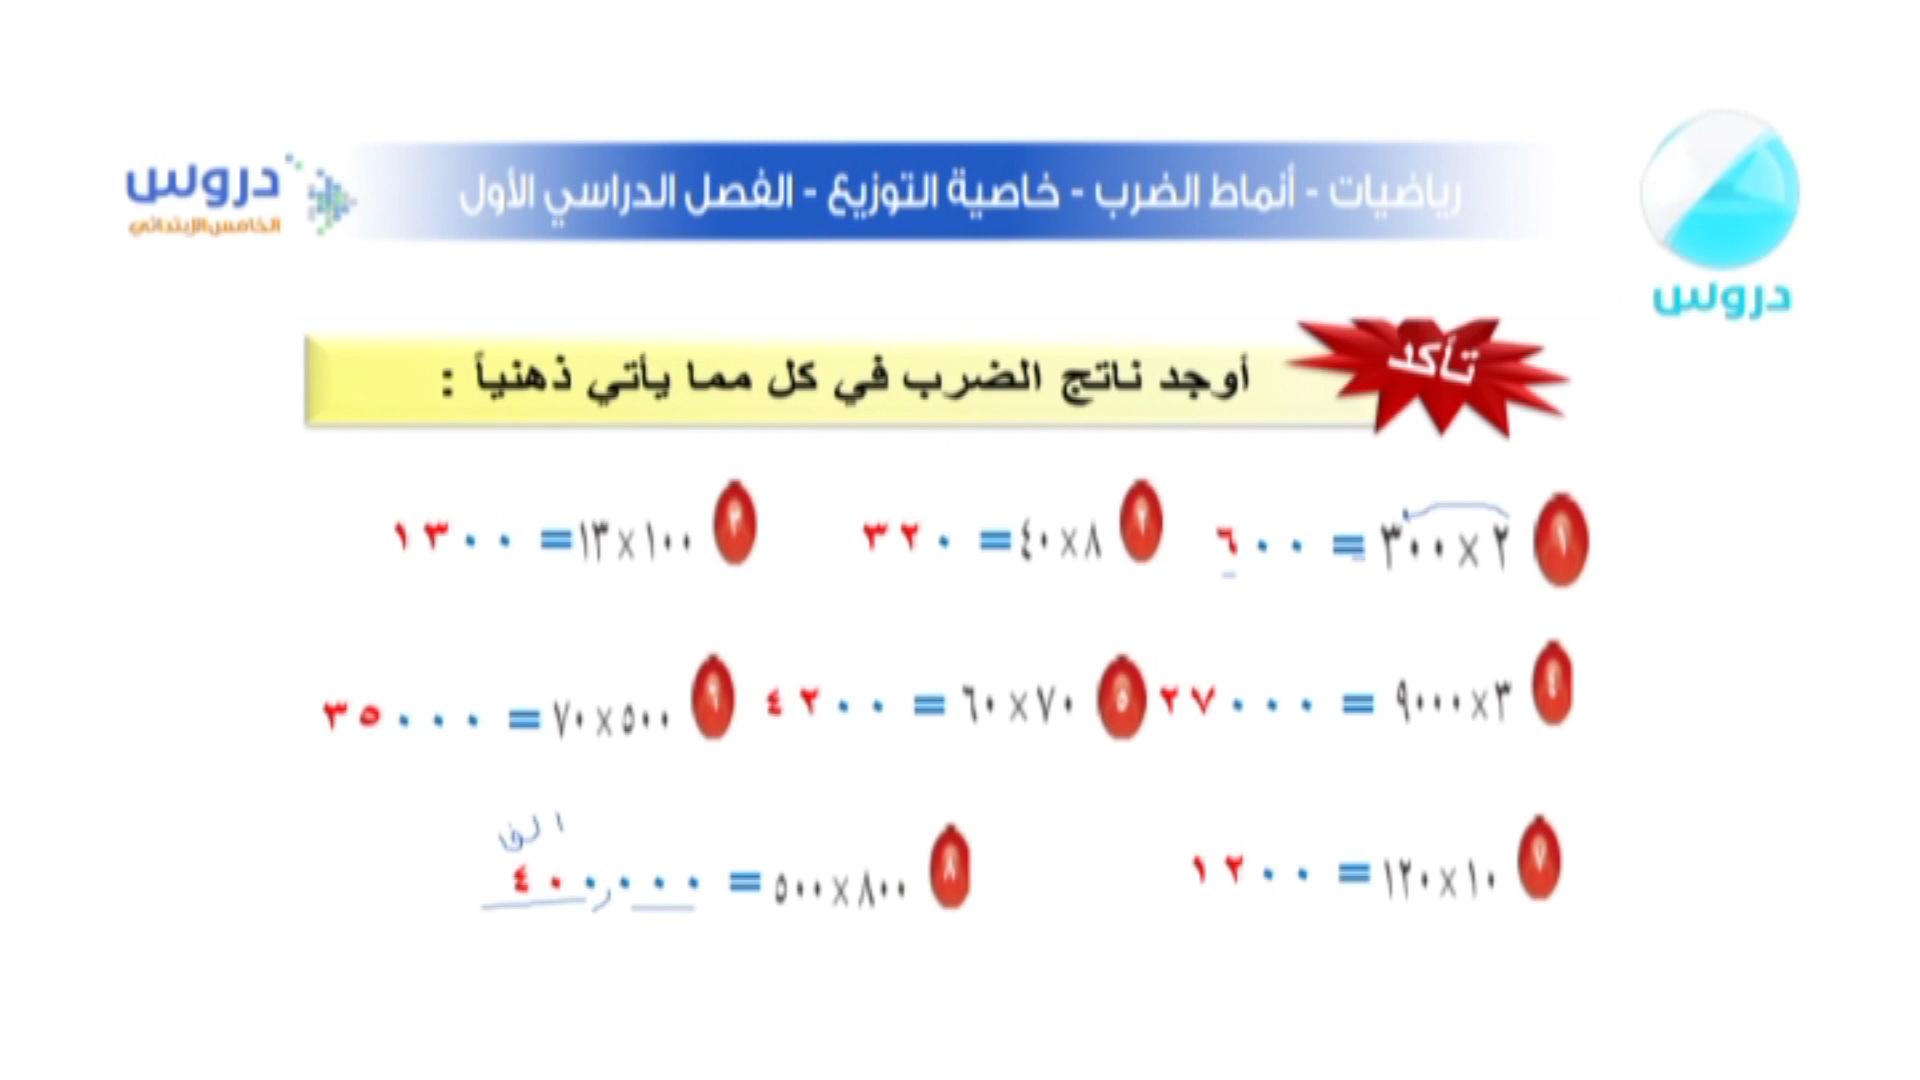 دروس
الخامس الابتدائي
رياضيات - أنماط الضرب - خاصية التوزيع - الفصل الدراسي الأول
دروس
تأكد
أوجد ناتج الضرب في كل مما يأتي ذهنياً :
١ ٢ × ٣٠٠ = ٦٠٠
٢ ٨ × ٤٠ = ٣٢٠
٣ ١٠٠ × ١٣ = ١٣٠٠
٤ ٣ × ٩٠٠٠ = ٢٧٠٠٠
٥ ٧٠ × ٦٠ = ٤٢٠٠
٦ ٥٠٠ × ٧٠ = ٣٥٠٠٠
٧ ١٠ × ١٢٠ = ١٢٠٠
الف
٨ ٨٠٠ × ٥٠٠ = ٤٠٠,٠٠٠